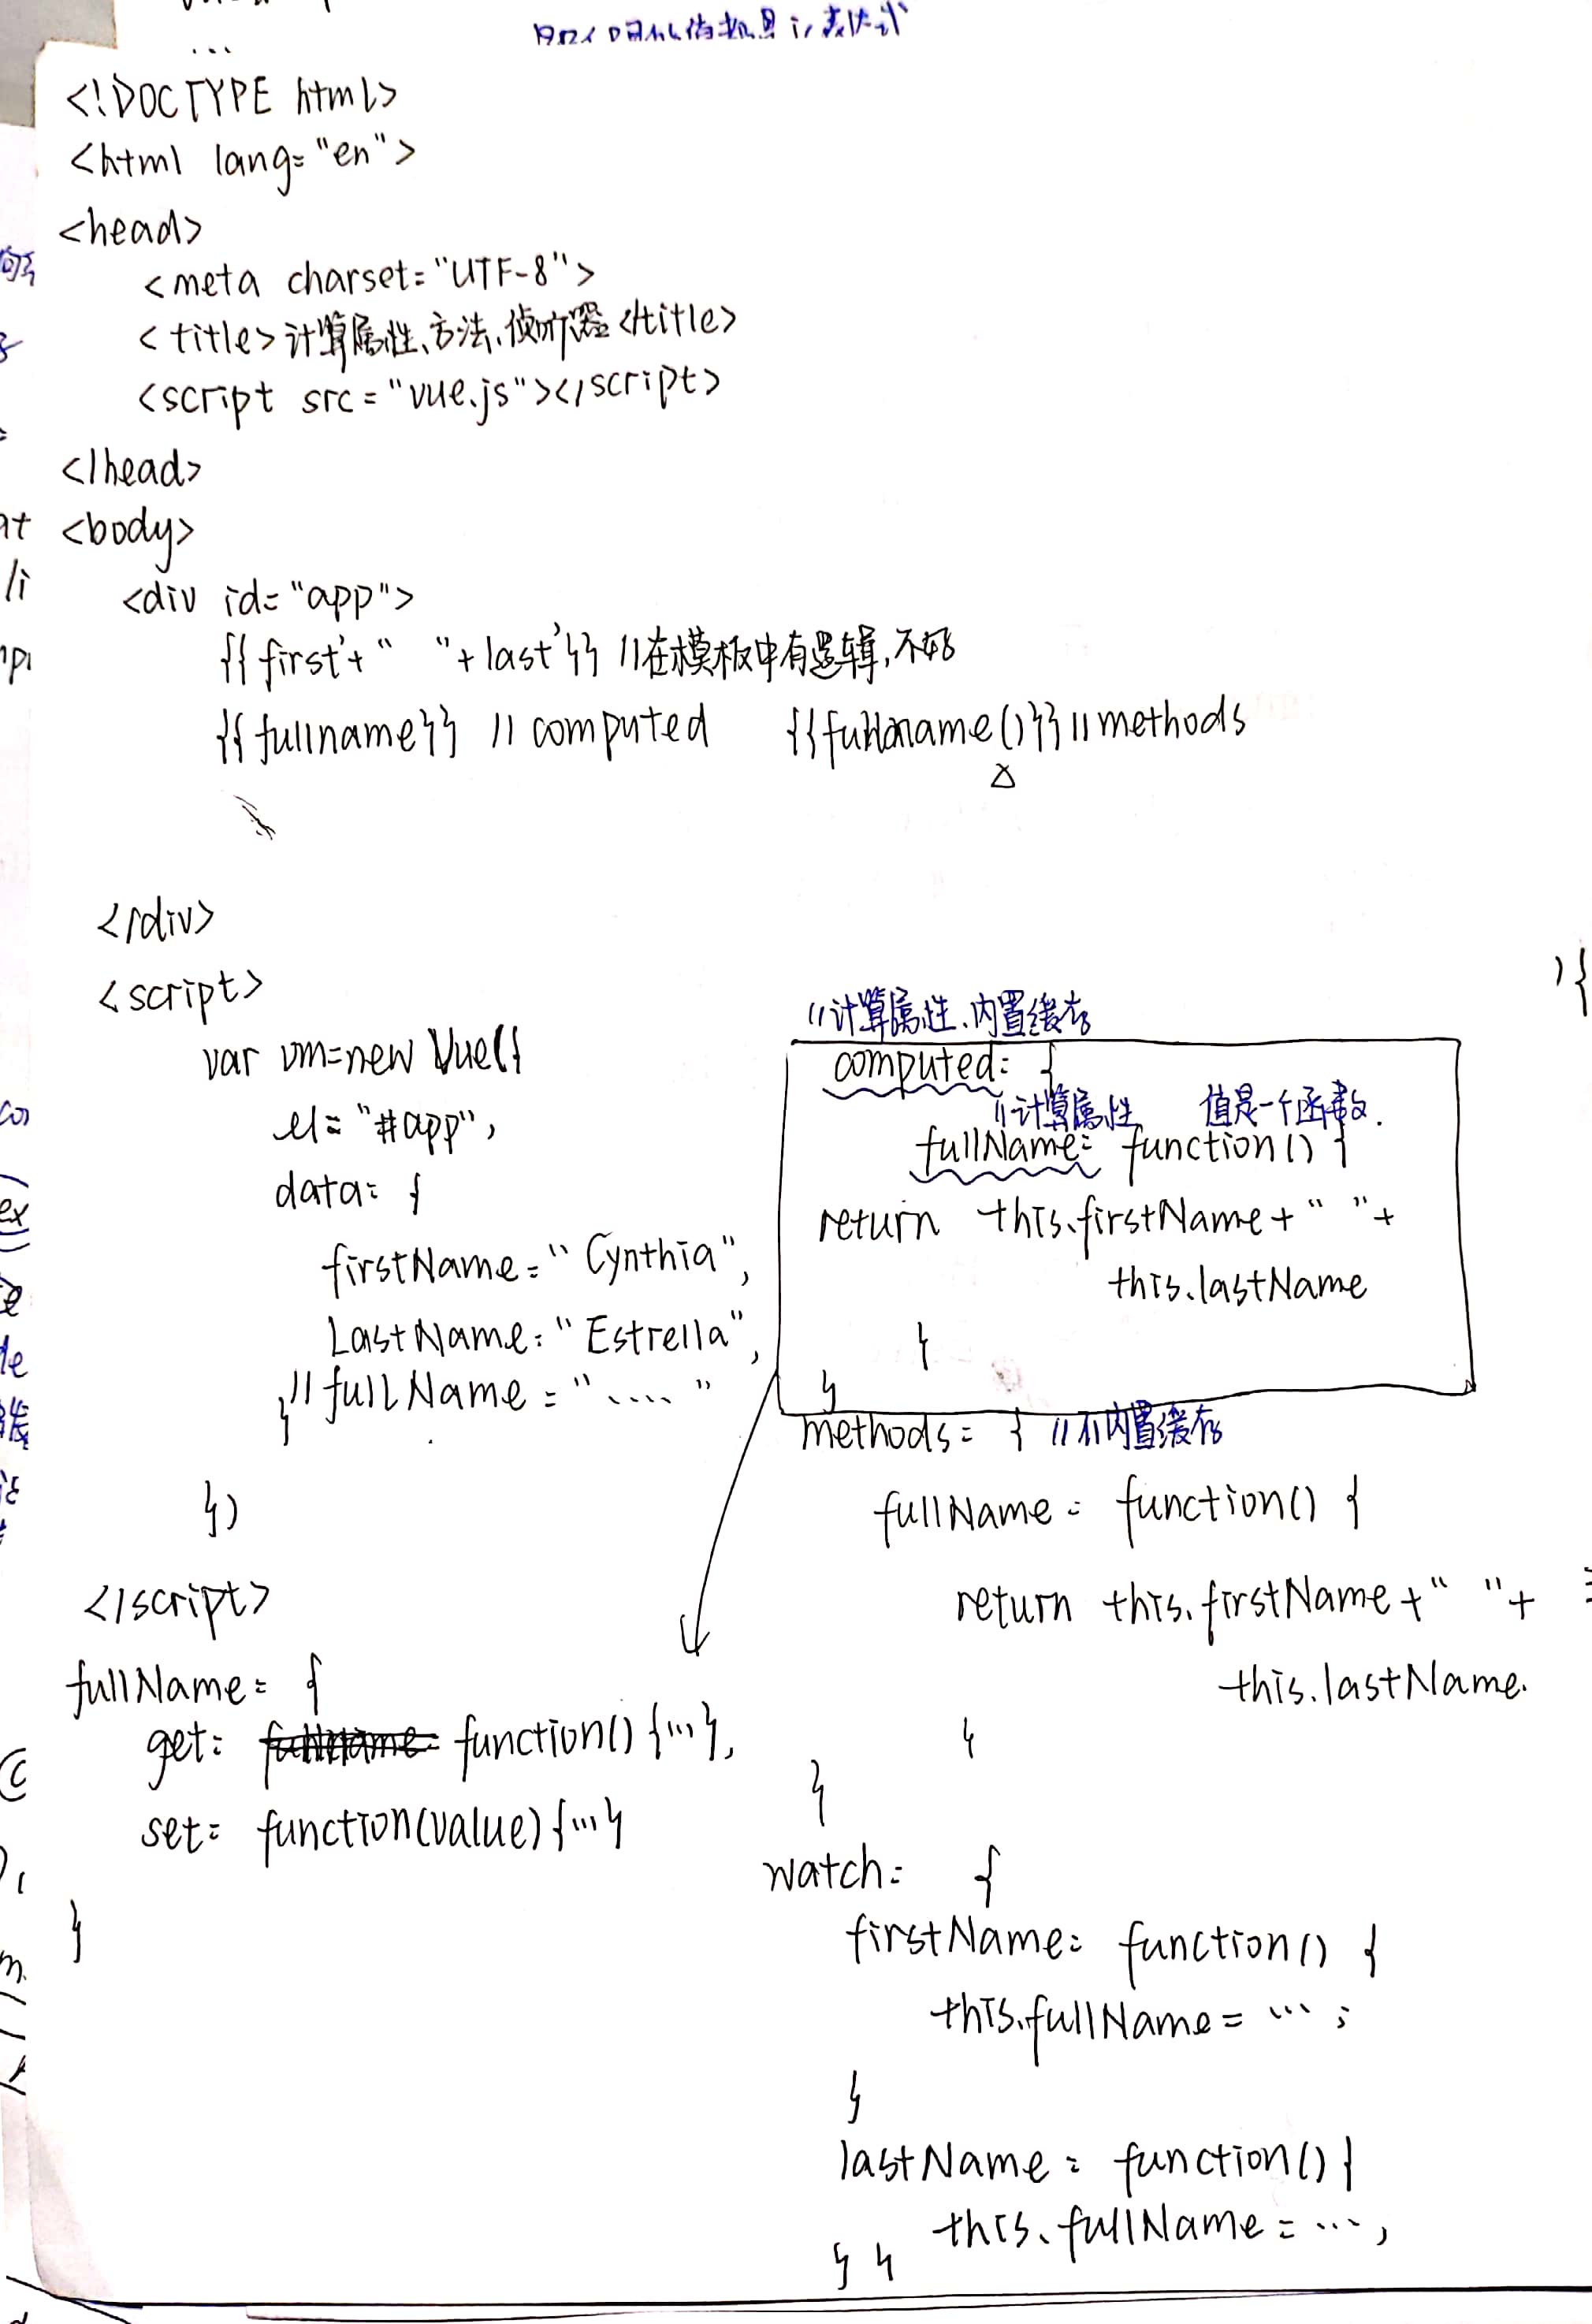 ...
<!DOCTYPE html>
<html lang="en">
<head>
<meta charset="UTF-8">
<title>计算属性、方法、侦听器</title>
<script src="vue.js"></script>
</head>
<body>
<div id="app">
{{first'+" "+last'}} //在模板中有逻辑,不好
{{fullname}} // computed {{fullname()}} // methods
</div>
<script>
var vm=new Vue({
el: "#app",
data: {
firstName: "Cynthia",
LastName: "Estrella",
// fullName = "...."
}
})
</script>
fullName: {
get: function() {...},
set: function(value) {...}
}
//计算属性、内置缓存
computed: {
//计算属性 值是一个函数.
fullName: function() {
return this.firstName+" "+
this.lastName
}
}
methods: { //不内置缓存
fullName: function() {
return this.firstName+" "+
this.lastName.
}
}
watch: {
firstName: function() {
this.fullName= ... ;
}
lastName: function() {
this.fullName= ...,
} }